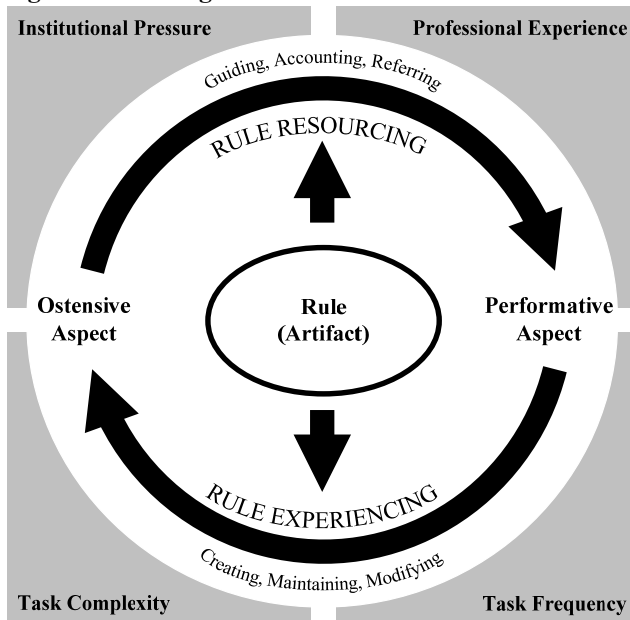 Institutional Pressure
Professional Experience
Guiding, Accounting, Referring
RULE RESOURCING
Ostensive
Aspect
Rule
(Artifact)
Performative
Aspect
RULE EXPERIENCING
Creating, Maintaining, Modifying
Task Complexity
Task Frequency